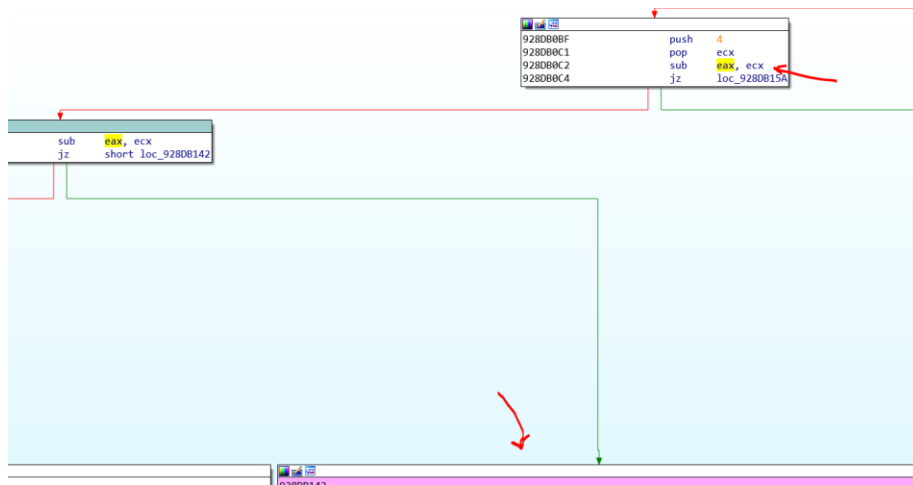 928DB0BF push 4
928DB0C1 pop ecx
928DB0C2 sub eax, ecx
928DB0C4 jz loc_928DB15A
sub eax, ecx
jz short loc_928DB142
928DB142